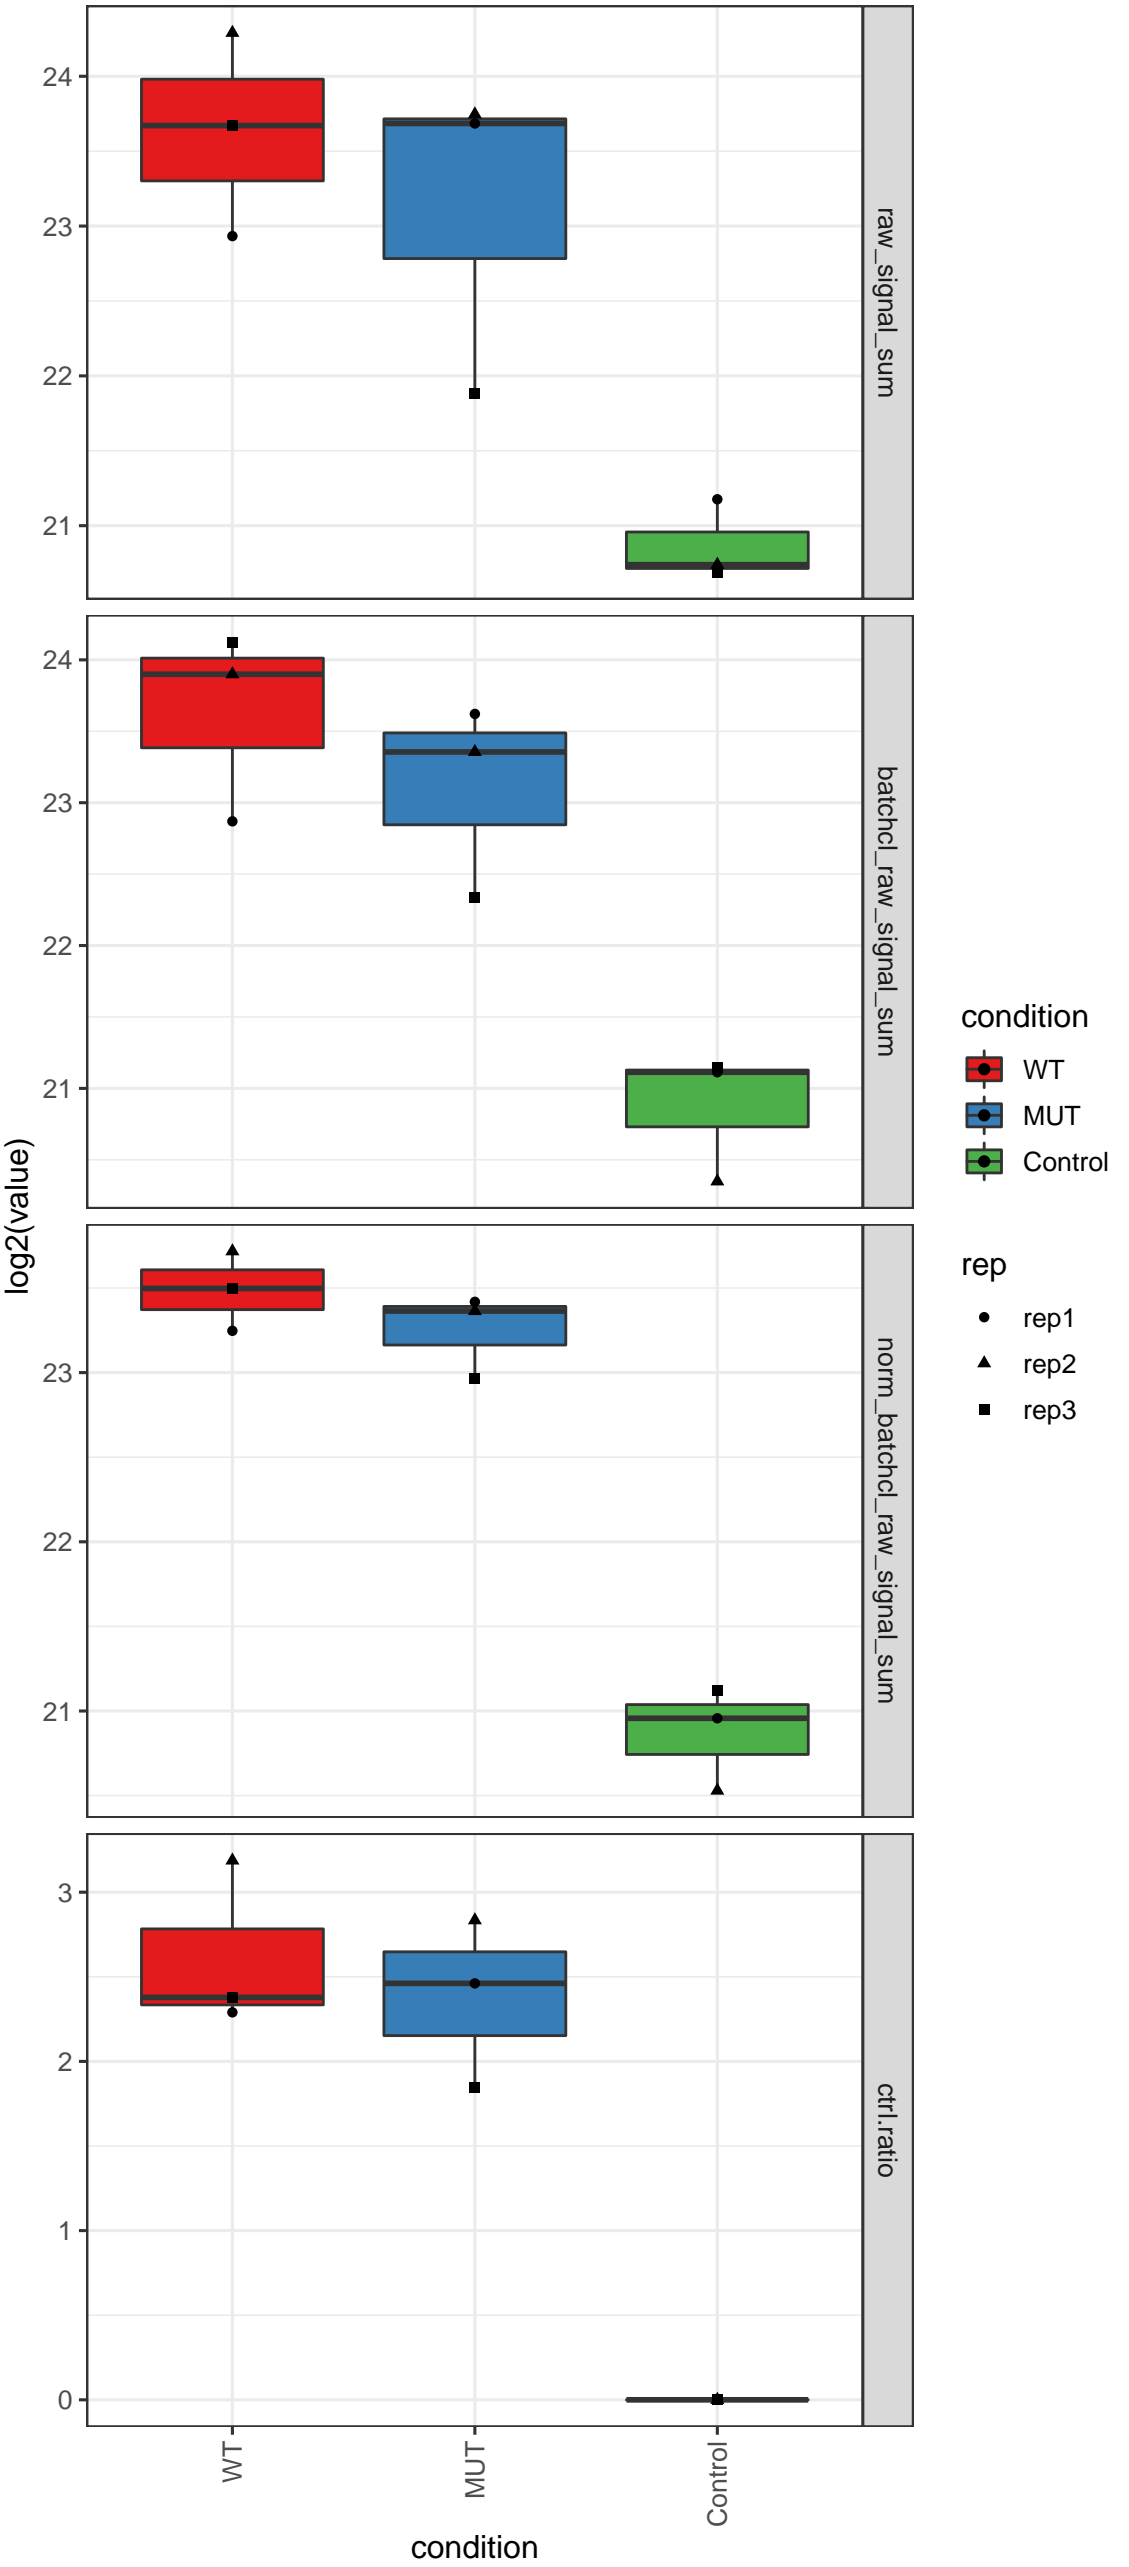 24
23
22
21
raw_signal_sum
24
23
22
21
batchcl_raw_signal_sum
23
22
21
norm_batchcl_raw_signal_sum
3
2
1
0
ctrl.ratio
log2(value)
WT
MUT
Control
condition
condition
WT
MUT
Control
rep
rep1
rep2
rep3